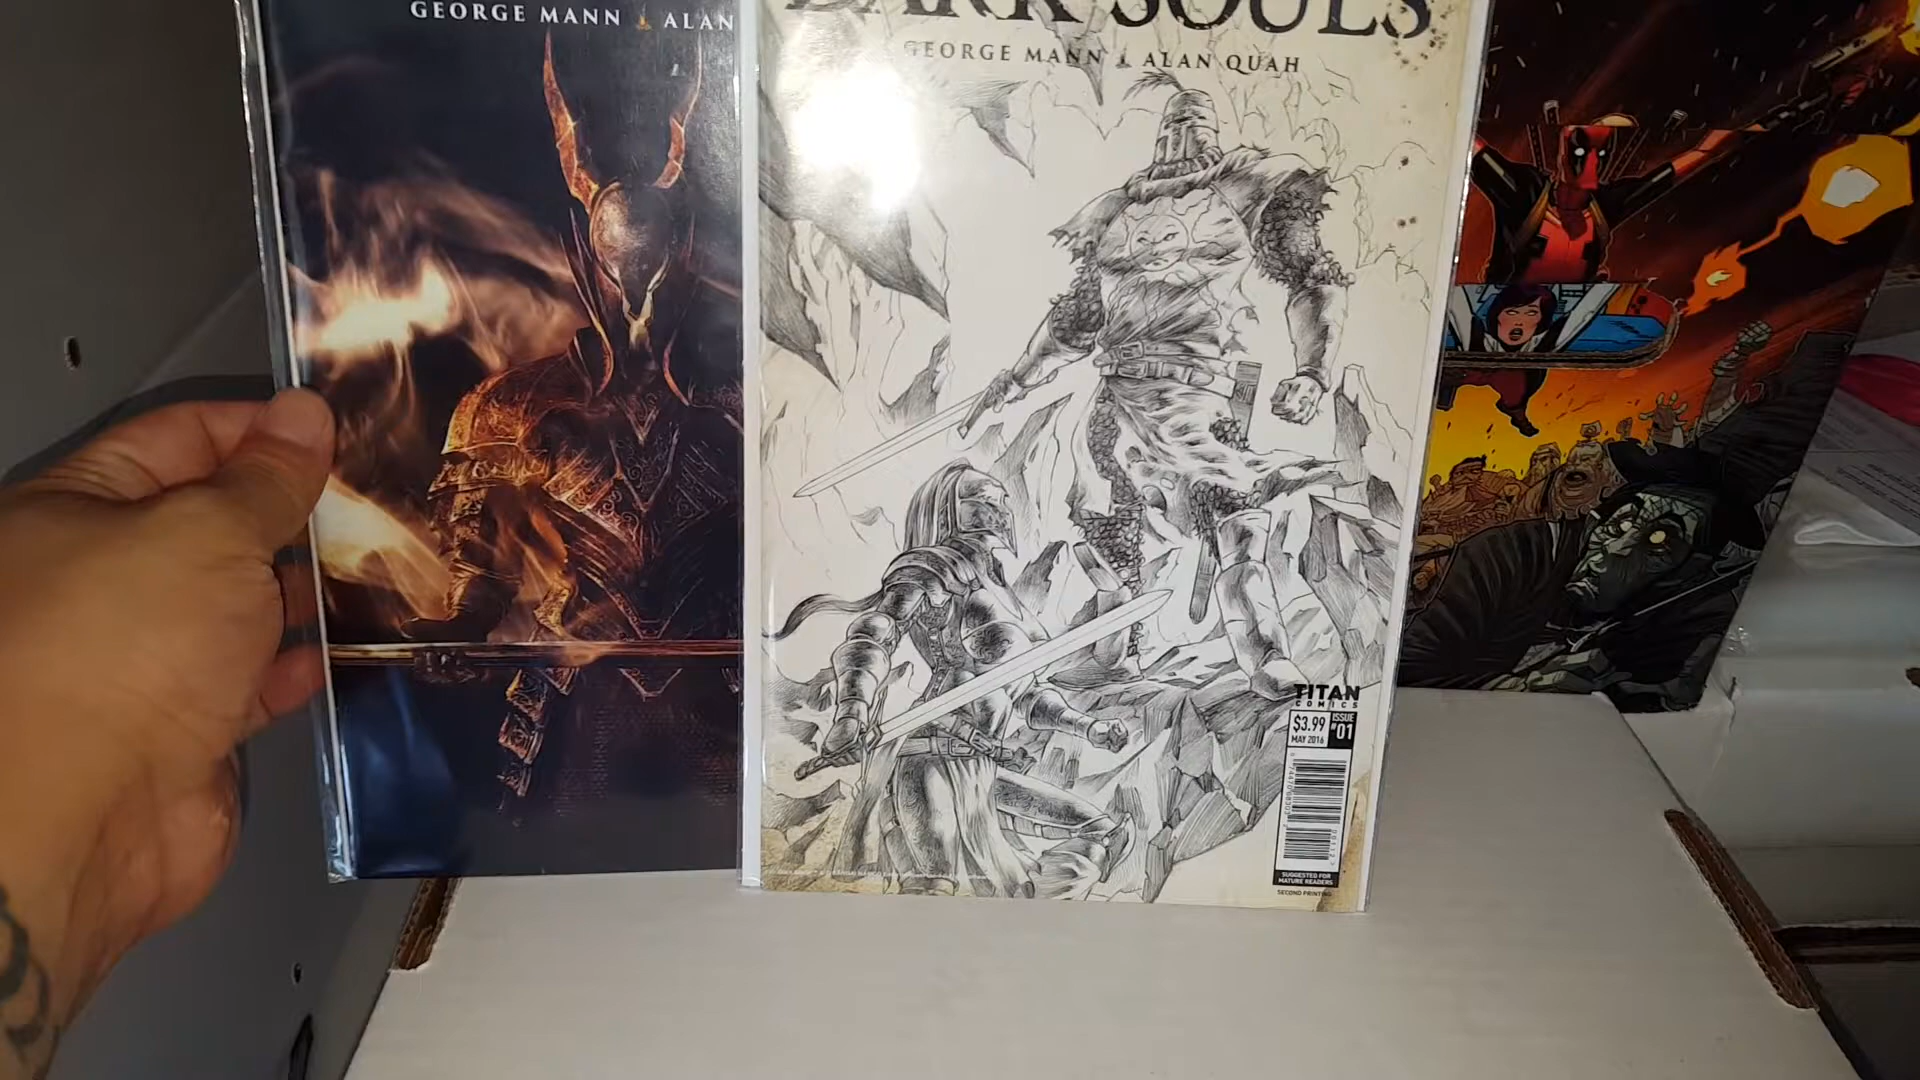 GEORGE MANN ALAN
DARK SOULS
GEORGE MANN ALAN QUAH
TITAN
COMICS
$3.99
MAY 2016
ISSUE
#01
SUGGESTED FOR
MATURE READERS
SECOND PRINTING